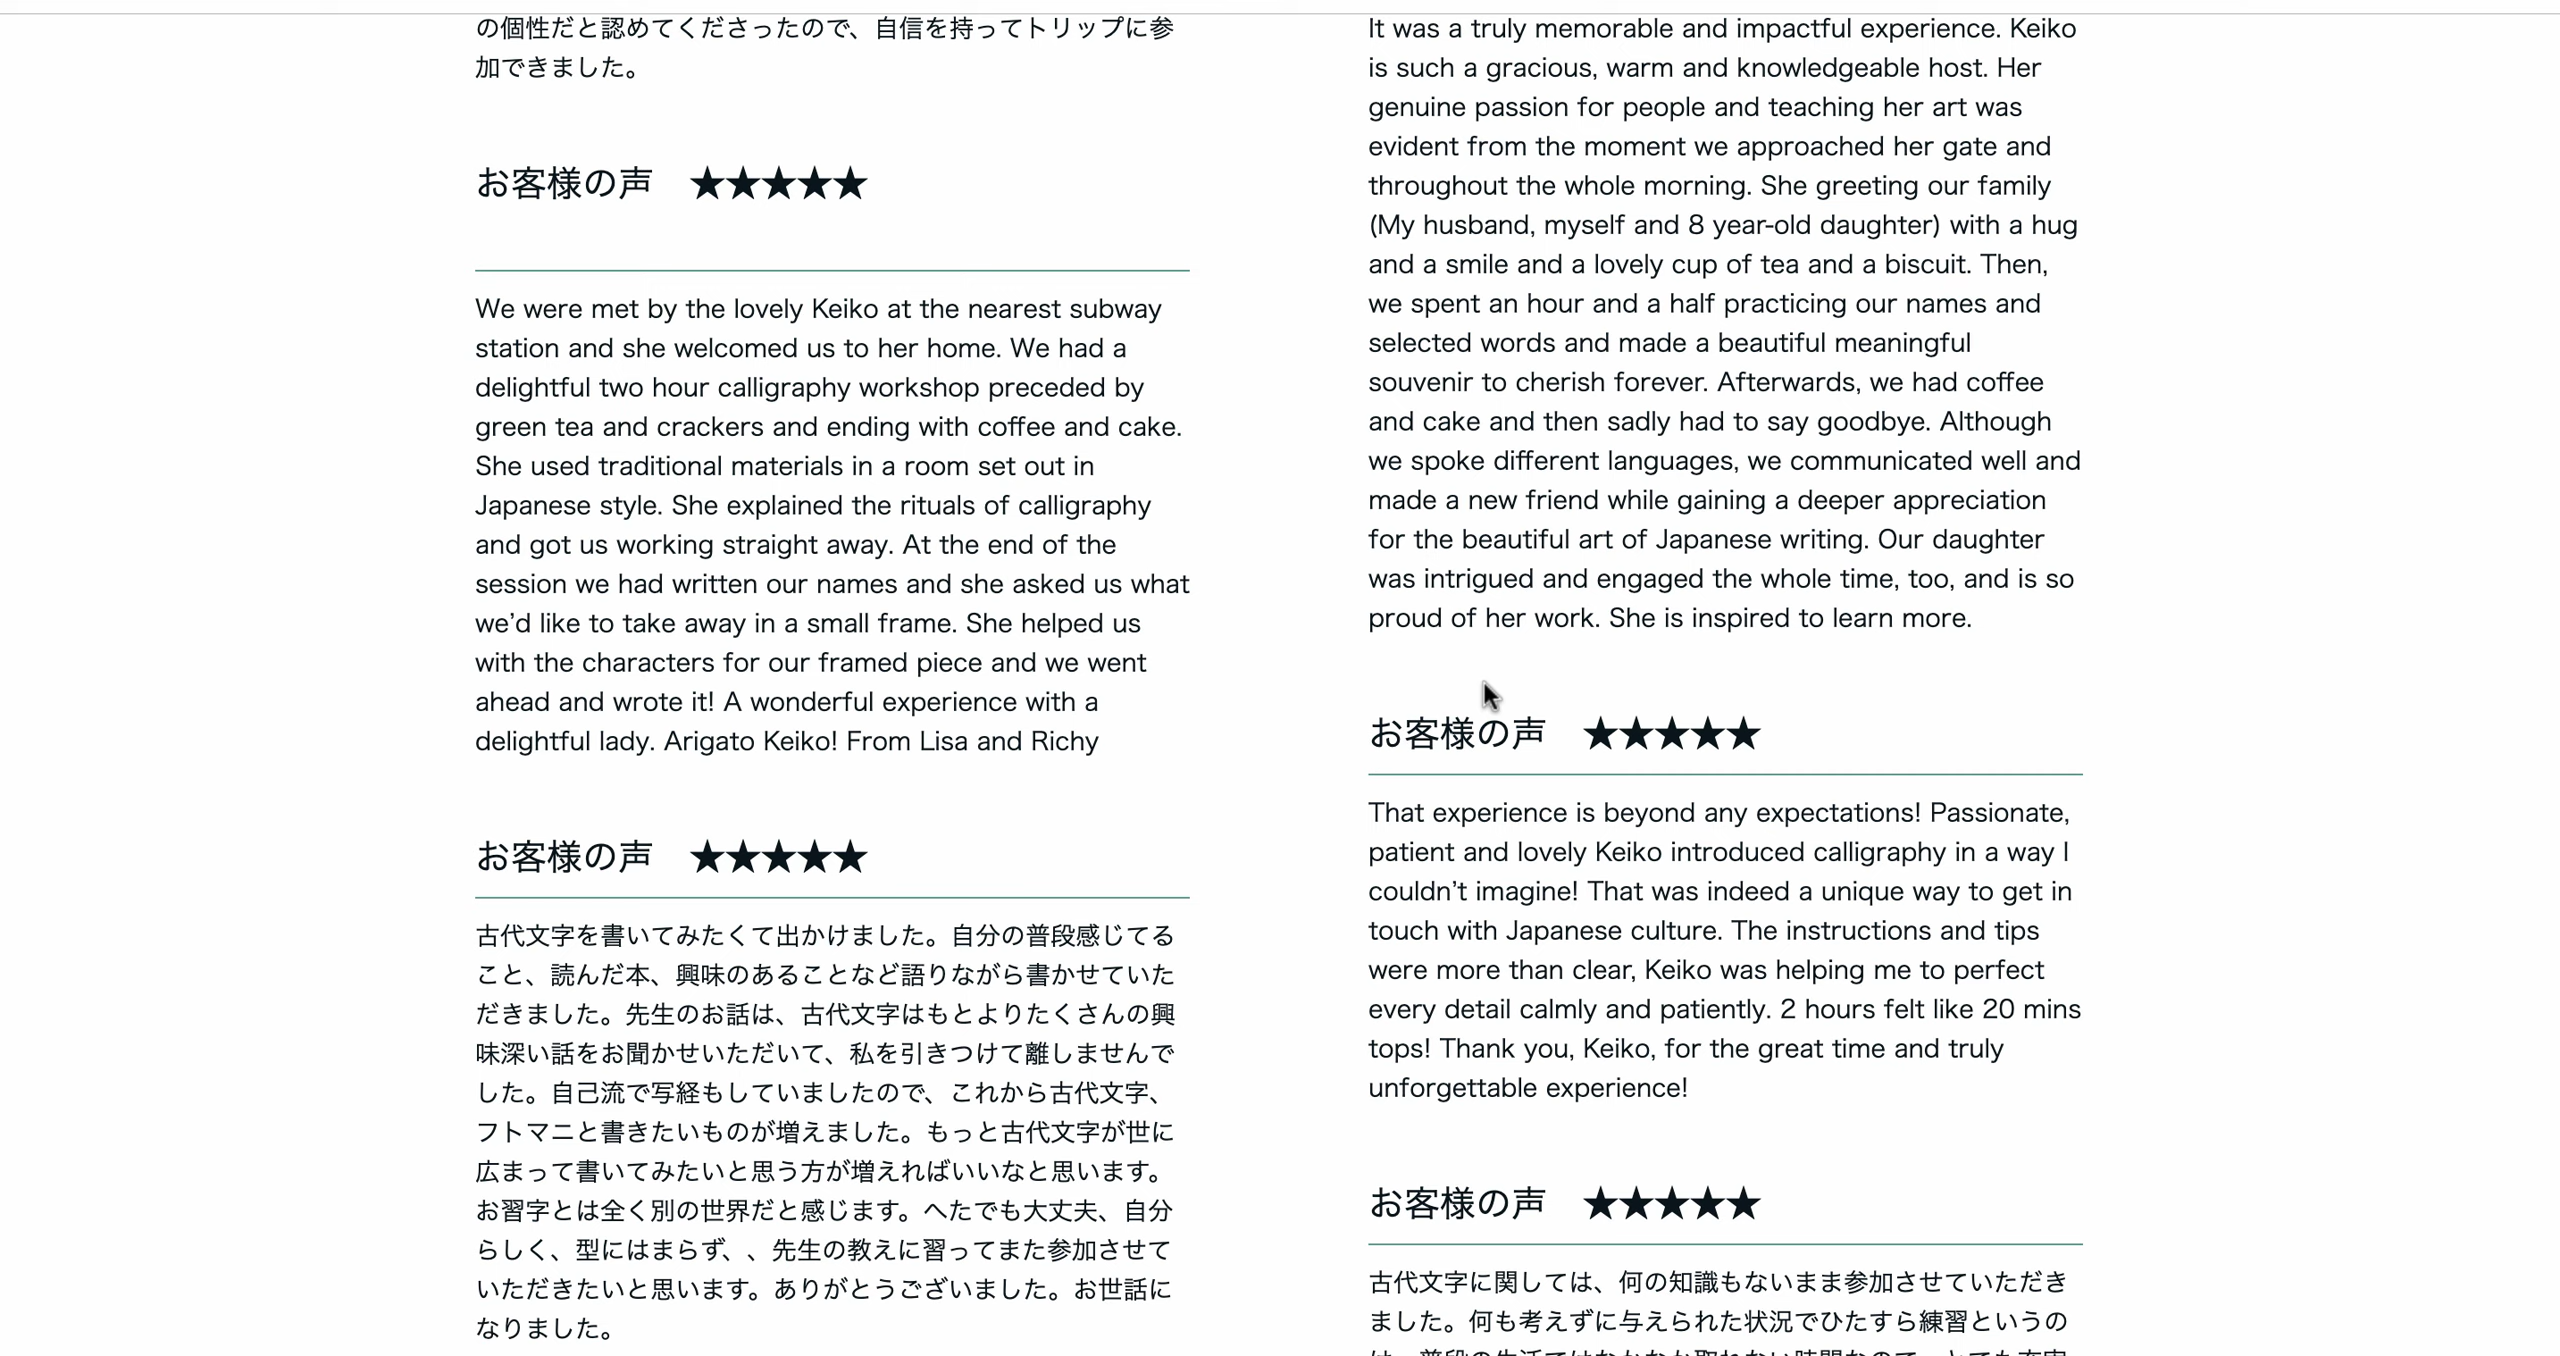 の個性だと認めてくださったので、自信を持ってトリップに参
加できました。
お客様の声　★★★★★
We were met by the lovely Keiko at the nearest subway
station and she welcomed us to her home. We had a
delightful two hour calligraphy workshop preceded by
green tea and crackers and ending with coffee and cake.
She used traditional materials in a room set out in
Japanese style. She explained the rituals of calligraphy
and got us working straight away. At the end of the
session we had written our names and she asked us what
we’d like to take away in a small frame. She helped us
with the characters for our framed piece and we went
ahead and wrote it! A wonderful experience with a
delightful lady. Arigato Keiko! From Lisa and Richy
お客様の声　★★★★★
古代文字を書いてみたくて出かけました。自分の普段感じてる
こと、読んだ本、興味のあることなど語りながら書かせていた
だきました。先生のお話は、古代文字はもとよりたくさんの興
味深い話をお聞かせいただいて、私を引きつけて離しませんで
した。自己流で写経もしていましたので、これから古代文字、
フトマニと書きたいものが増えました。もっと古代文字が世に
広まって書いてみたいと思う方が増えればいいなと思います。
お習字とは全く別の世界だと感じます。へたでも大丈夫、自分
らしく、型にはまらず、、先生の教えに習ってまた参加させて
いただきたいと思います。ありがとうございました。お世話に
なりました。
It was a truly memorable and impactful experience. Keiko
is such a gracious, warm and knowledgeable host. Her
genuine passion for people and teaching her art was
evident from the moment we approached her gate and
throughout the whole morning. She greeting our family
(My husband, myself and 8 year-old daughter) with a hug
and a smile and a lovely cup of tea and a biscuit. Then,
we spent an hour and a half practicing our names and
selected words and made a beautiful meaningful
souvenir to cherish forever. Afterwards, we had coffee
and cake and then sadly had to say goodbye. Although
we spoke different languages, we communicated well and
made a new friend while gaining a deeper appreciation
for the beautiful art of Japanese writing. Our daughter
was intrigued and engaged the whole time, too, and is so
proud of her work. She is inspired to learn more.
お客様の声　★★★★★
That experience is beyond any expectations! Passionate,
patient and lovely Keiko introduced calligraphy in a way I
couldn’t imagine! That was indeed a unique way to get in
touch with Japanese culture. The instructions and tips
were more than clear, Keiko was helping me to perfect
every detail calmly and patiently. 2 hours felt like 20 mins
tops! Thank you, Keiko, for the great time and truly
unforgettable experience!
お客様の声　★★★★★
古代文字に関しては、何の知識もないまま参加させていただき
ました。何も考えずに与えられた状況でひたすら練習というの